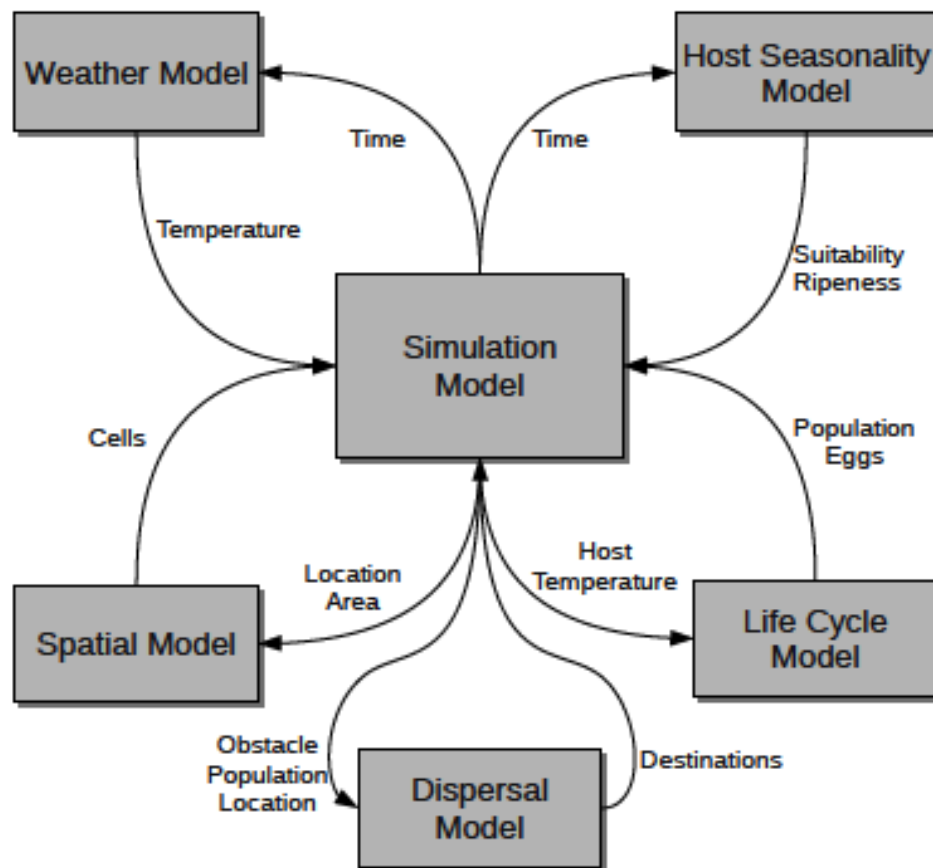 Weather Model
Host Seasonality
Model
Time
Time
Temperature
Suitability
Ripeness
Simulation
Model
Cells
Population
Eggs
Location
Area
Host
Temperature
Spatial Model
Life Cycle
Model
Obstacle
Population
Location
Destinations
Dispersal
Model